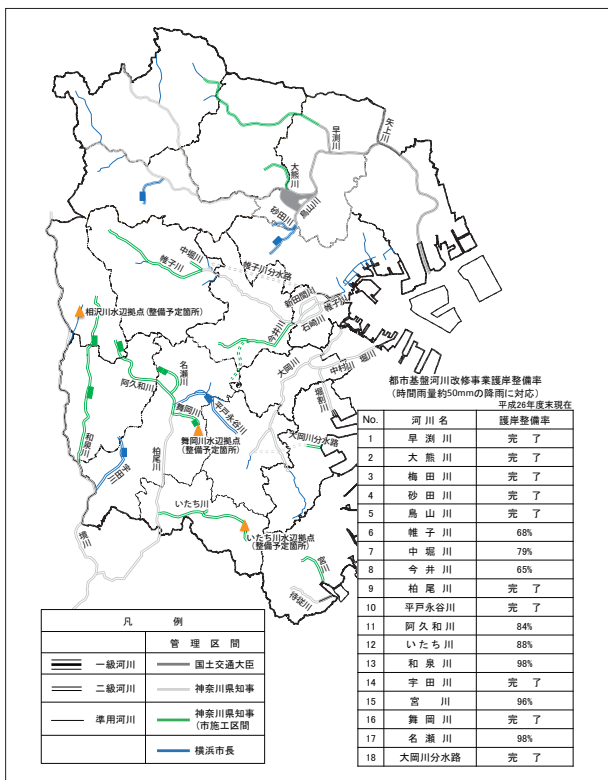 早渕川
矢上川
大熊川
鳥山川
砂田川
中堀川
帷子川
帷子川分水路
新田間川
帷子川
石崎川
今井川
相沢川水辺拠点(整備予定箇所)
名瀬川
阿久和川
大岡川
中村川
堀川
堀割川
舞岡川
平戸永谷川
舞岡川水辺拠点
(整備予定箇所)
大岡川分水路
和泉川
宇田川
柏尾川
境川
いたち川
いたち川水辺拠点
(整備予定箇所)
宮川
侍従川
都市基盤河川改修事業護岸整備率
(時間雨量約50mmの降雨に対応)
平成26年度末現在
No. 河川名 護岸整備率
1 早渕川 完了
2 大熊川 完了
3 梅田川 完了
4 砂田川 完了
5 鳥山川 完了
6 帷子川 68%
7 中堀川 79%
8 今井川 65%
9 柏尾川 完了
10 平戸永谷川 完了
11 阿久和川 84%
12 いたち川 88%
13 和泉川 98%
14 宇田川 完了
15 宮川 96%
16 舞岡川 完了
17 名瀬川 98%
18 大岡川分水路 完了
凡例
管理区間
一級河川 国土交通大臣
二級河川 神奈川県知事
準用河川 神奈川県知事
(市施工区間
横浜市長